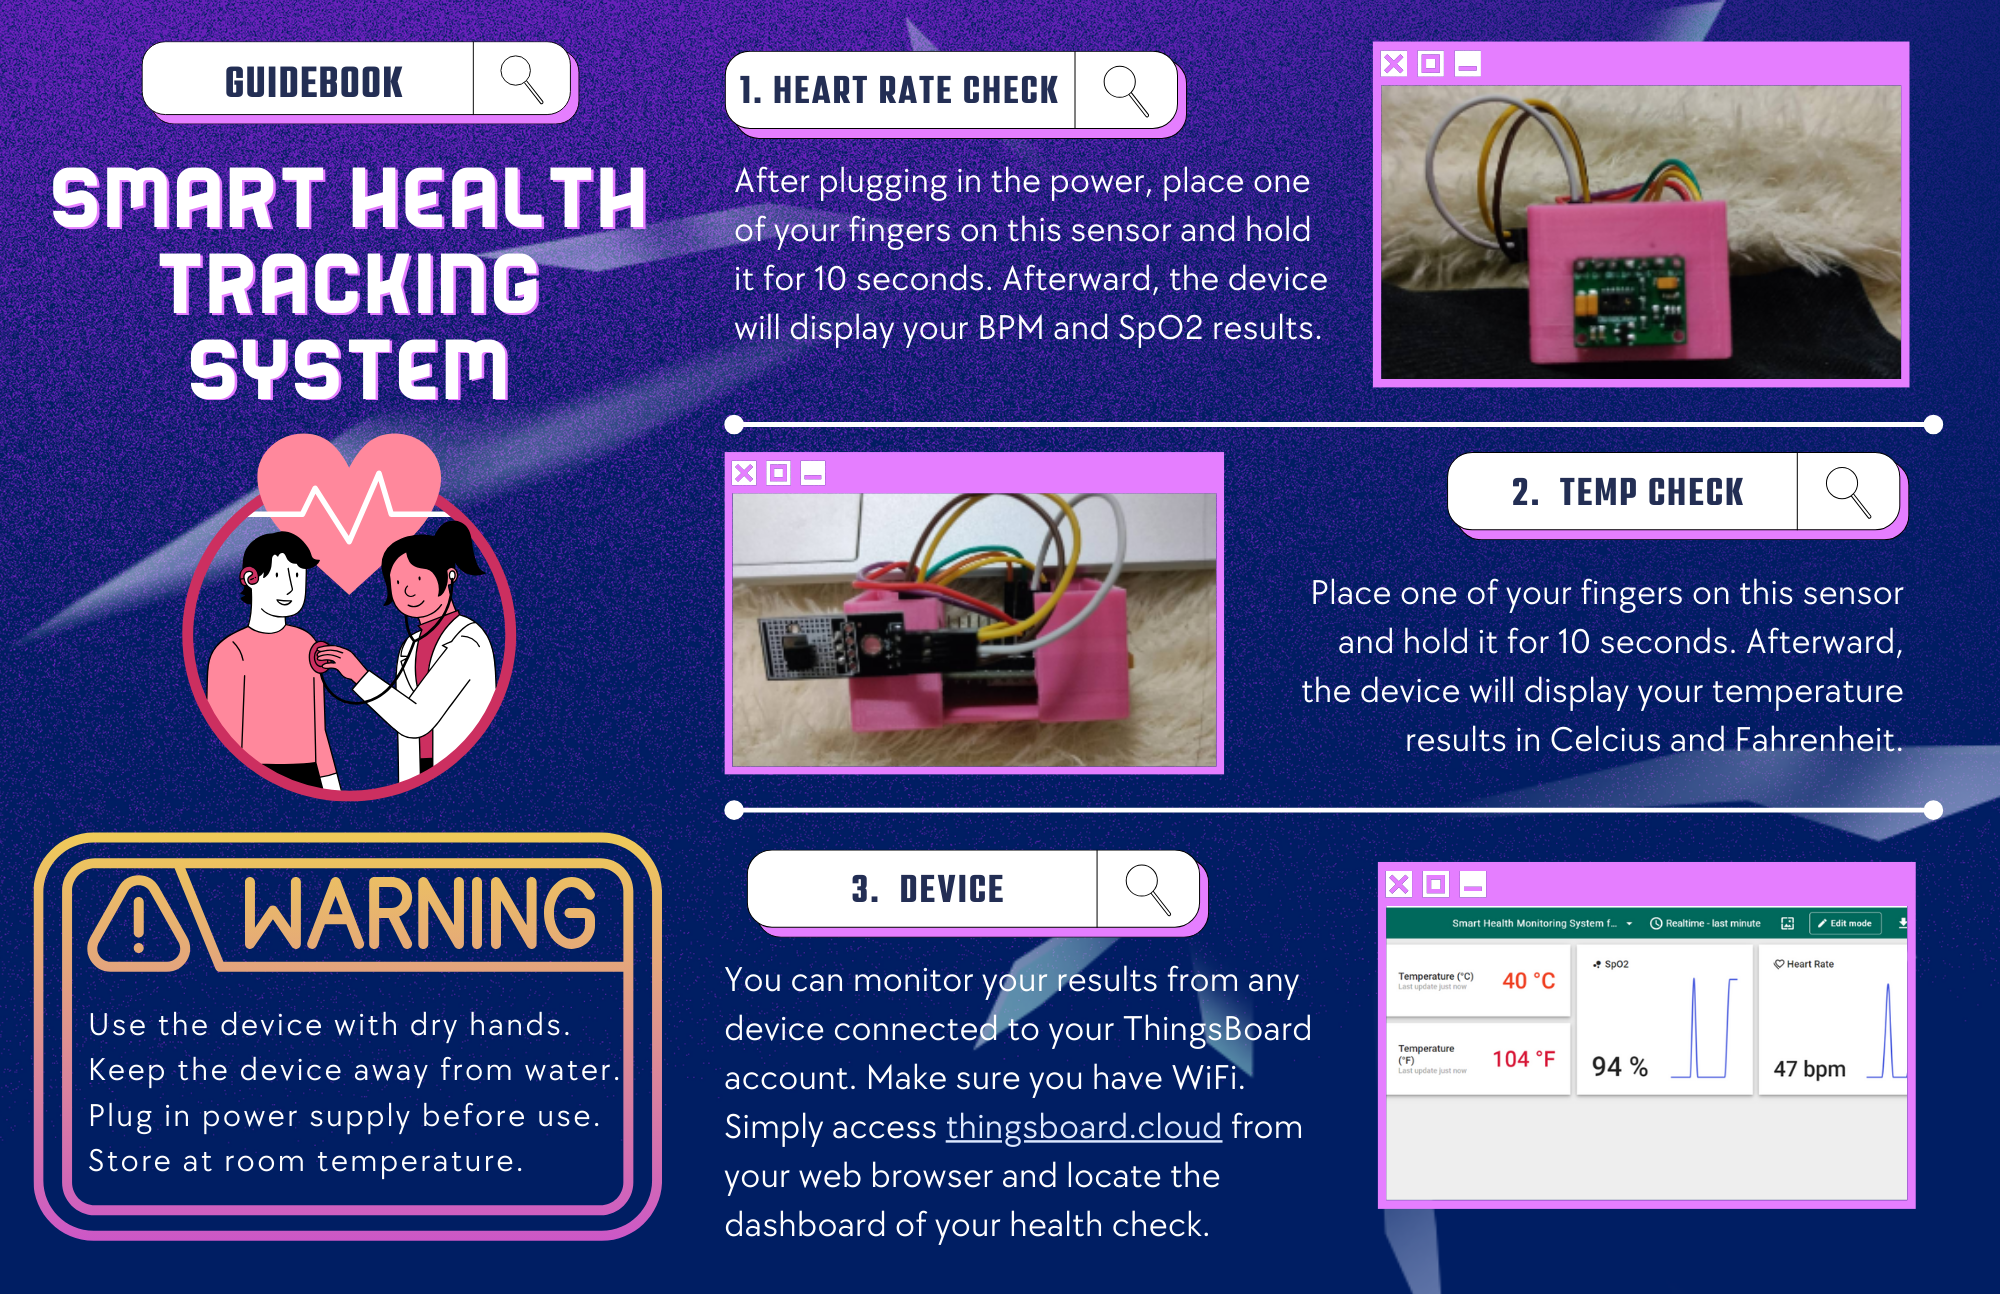 GUIDEBOOK
SMART HEALTH
TRACKING
SYSTEM
WARNING
Use the device with dry hands.
Keep the device away from water.
Plug in power supply before use.
Store at room temperature.
1. HEART RATE CHECK
After plugging in the power, place one
of your fingers on this sensor and hold
it for 10 seconds. Afterward, the device
will display your BPM and SpO2 results.
2. TEMP CHECK
Place one of your fingers on this sensor
and hold it for 10 seconds. Afterward,
the device will display your temperature
results in Celcius and Fahrenheit.
3. DEVICE
You can monitor your results from any
device connected to your ThingsBoard
account. Make sure you have WiFi.
Simply access thingsboard.cloud from
your web browser and locate the
dashboard of your health check.
Smart Health Monitoring System f... Realtime - last minute Edit mode
Temperature (°C)
Last update just now
40 °C
Temperature
(°F)
Last update just now
104 °F
SpO2
94 %
Heart Rate
47 bpm